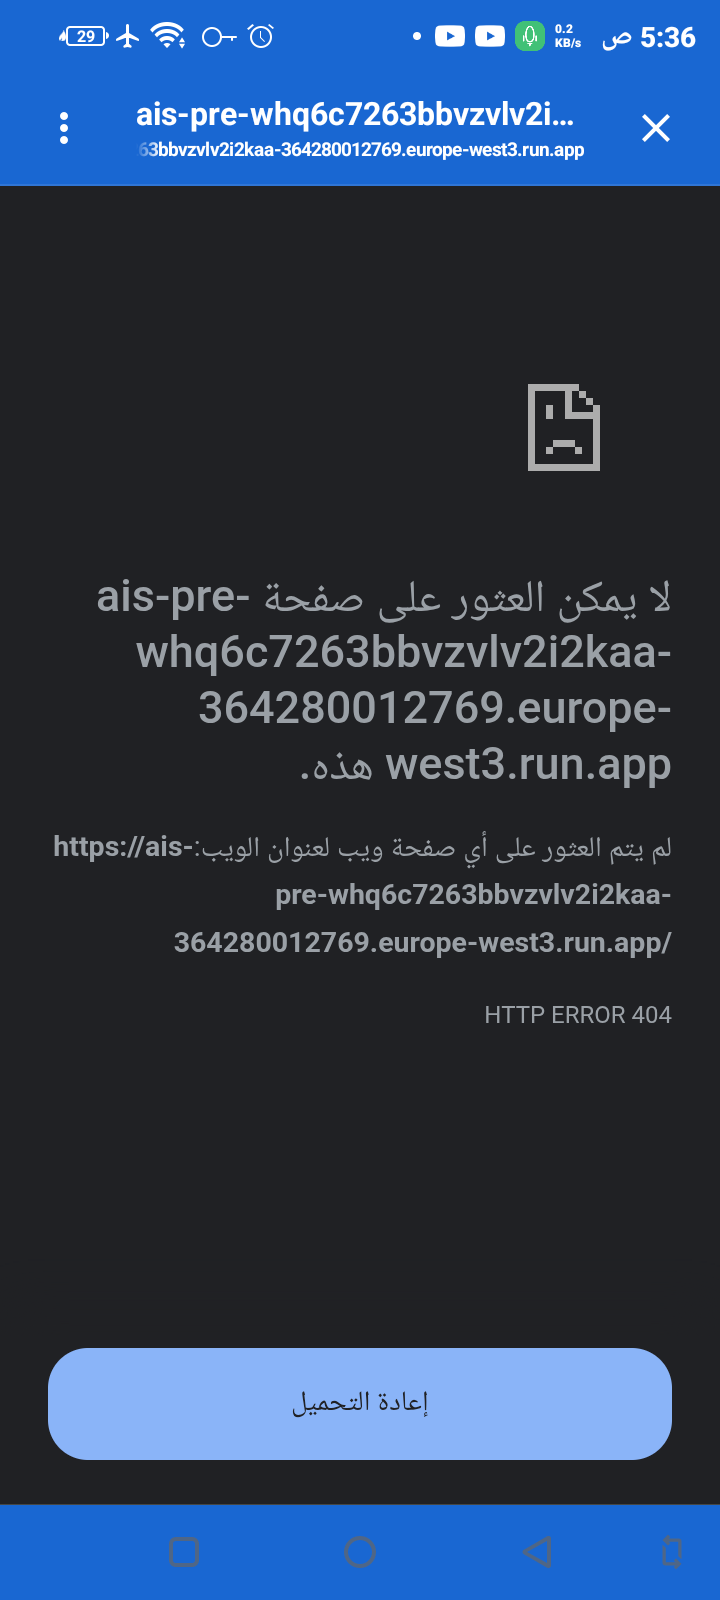 29
0.2
KB/s
5:36 ص
ais-pre-whq6c7263bbvzvlv2i...
63bbvzvlv2i2kaa-364280012769.europe-west3.run.app
لا يمكن العثور على صفحة ais-pre-
whq6c7263bbvzvlv2i2kaa-
364280012769.europe-
west3.run.app هذه.
لم يتم العثور على أي صفحة ويب لعنوان الويب:https://ais-
pre-whq6c7263bbvzvlv2i2kaa-
364280012769.europe-west3.run.app/
HTTP ERROR 404
إعادة التحميل